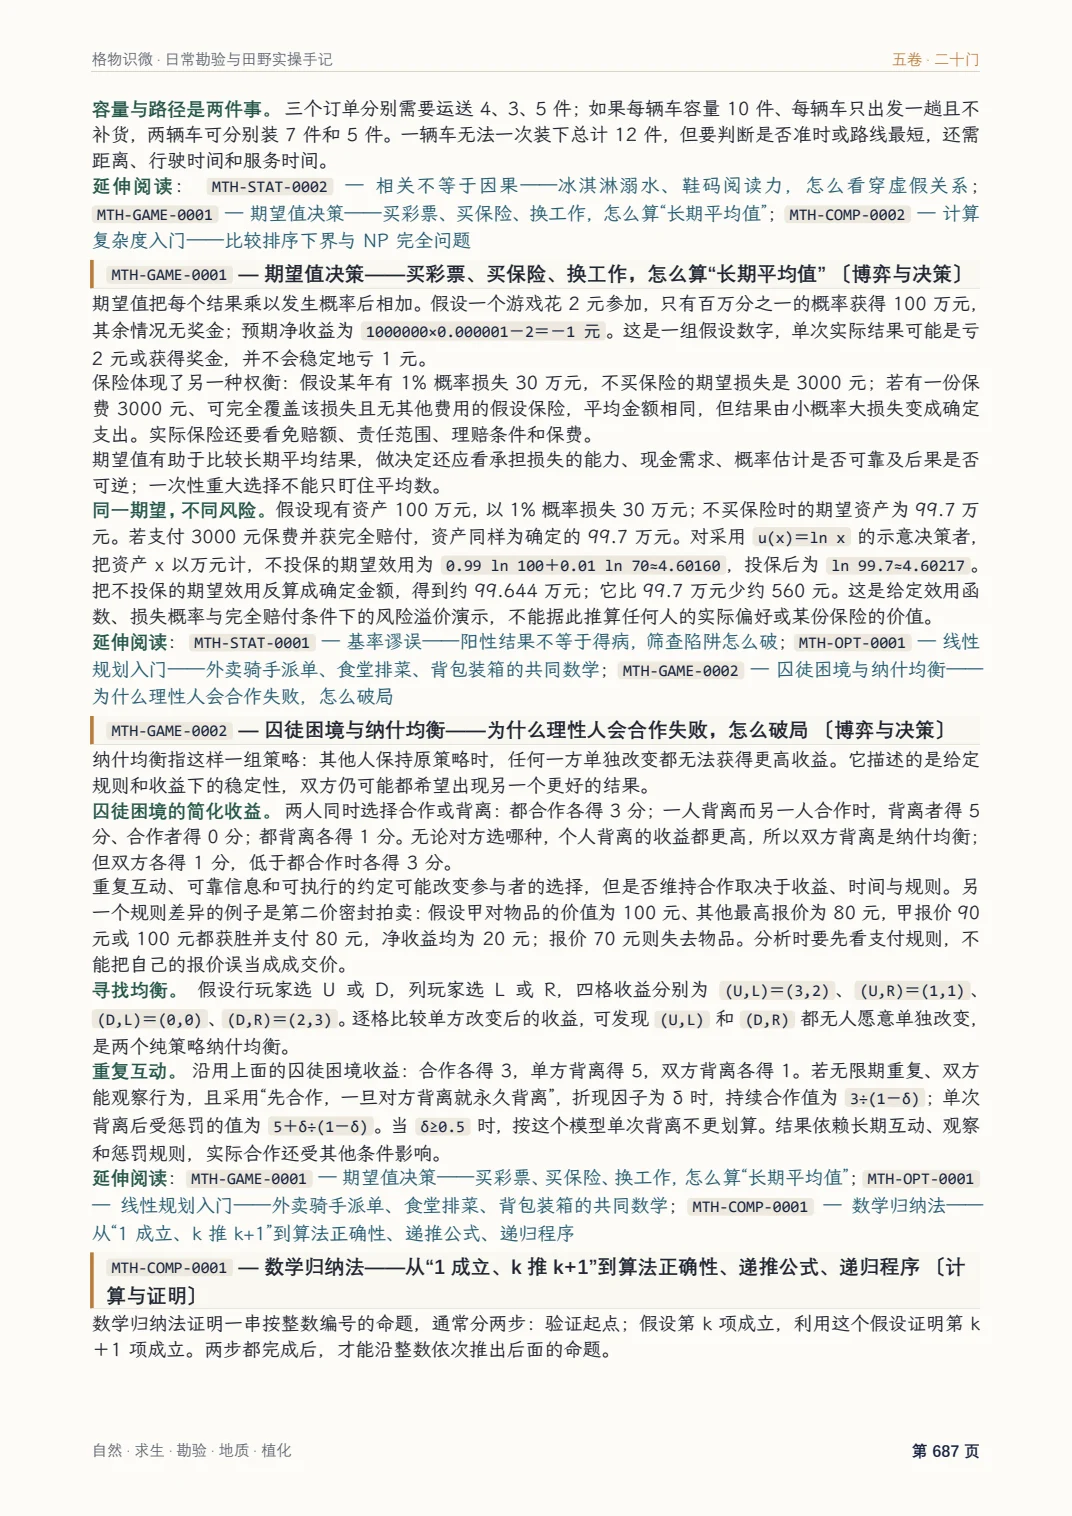 格物识微 · 日常勘验与田野实操手记
五卷 · 二十门
容量与路径是两件事。三个订单分别需要运送 4、3、5 件；如果每辆车容量 10 件、每辆车只出发一趟且不
补货，两辆车可分别装 7 件和 5 件。一辆车无法一次装下总计 12 件，但要判断是否准时或路线最短，还需
距离、行驶时间和服务时间。
延伸阅读： MTH-STAT-0002 — 相关不等于因果——冰淇淋溺水、鞋码阅读力，怎么看穿虚假关系；
MTH-GAME-0001 — 期望值决策——买彩票、买保险、换工作，怎么算“长期平均值”； MTH-COMP-0002 — 计算
复杂度入门——比较排序下界与 NP 完全问题
MTH-GAME-0001 — 期望值决策——买彩票、买保险、换工作，怎么算“长期平均值” 〔博弈与决策〕
期望值把每个结果乘以发生概率后相加。假设一个游戏花 2 元参加，只有百万分之一的概率获得 100 万元，
其余情况无奖金；预期净收益为 1000000×0.000001－2＝－1 元。这是一组假设数字，单次实际结果可能是亏
2 元或获得奖金，并不会稳定地亏 1 元。
保险体现了另一种权衡：假设某年有 1% 概率损失 30 万元，不买保险的期望损失是 3000 元；若有一份保
费 3000 元、可完全覆盖该损失且无其他费用的假设保险，平均金额相同，但结果由小概率大损失变成确定
支出。实际保险还要看免赔额、责任范围、理赔条件和保费。
期望值有助于比较长期平均结果，做决定还应看承担损失的能力、现金需求、概率估计是否可靠及后果是否
可逆；一次性重大选择不能只盯住平均数。
同一期望，不同风险。假设现有资产 100 万元，以 1% 概率损失 30 万元；不买保险时的期望资产为 99.7 万
元。若支付 3000 元保费并获完全赔付，资产同样为确定的 99.7 万元。对采用 u(x)＝ln x 的示意决策者，
把资产 x 以万元计，不投保的期望效用为 0.99 ln 100＋0.01 ln 70≈4.60160，投保后为 ln 99.7≈4.60217。
把不投保的期望效用反算成确定金额，得到约 99.644 万元；它比 99.7 万元少约 560 元。这是给定效用函
数、损失概率与完全赔付条件下的风险溢价演示，不能据此推算任何人的实际偏好或某份保险的价值。
延伸阅读： MTH-STAT-0001 — 基率谬误——阳性结果不等于得病，筛查陷阱怎么破； MTH-OPT-0001 — 线性
规划入门——外卖骑手派单、食堂排菜、背包装箱的共同数学； MTH-GAME-0002 — 囚徒困境与纳什均衡——
为什么理性人会合作失败，怎么破局
MTH-GAME-0002 — 囚徒困境与纳什均衡——为什么理性人会合作失败，怎么破局 〔博弈与决策〕
纳什均衡指这样一组策略：其他人保持原策略时，任何一方单独改变都无法获得更高收益。它描述的是给定
规则和收益下的稳定性，双方仍可能都希望出现另一个更好的结果。
囚徒困境的简化收益。两人同时选择合作或背离：都合作各得 3 分；一人背离而另一人合作时，背离者得 5
分、合作者得 0 分；都背离各得 1 分。无论对方选哪种，个人背离的收益都更高，所以双方背离是纳什均衡；
但双方各得 1 分，低于都合作时各得 3 分。
重复互动、可靠信息和可执行的约定可能改变参与者的选择，但是否维持合作取决于收益、时间与规则。另
一个规则差异的例子是第二价密封拍卖：假设甲对物品的价值为 100 元、其他最高报价为 80 元，甲报价 90
元或 100 元都获胜并支付 80 元，净收益均为 20 元；报价 70 元则失去物品。分析时要先看支付规则，不
能把自己的报价误当成成交价。
寻找均衡。假设行玩家选 U 或 D，列玩家选 L 或 R，四格收益分别为 (U,L)＝(3,2)、(U,R)＝(1,1)、
(D,L)＝(0,0)、(D,R)＝(2,3)。逐格比较单方改变后的收益，可发现 (U,L) 和 (D,R) 都无人愿意单独改变，
是两个纯策略纳什均衡。
重复互动。沿用上面的囚徒困境收益：合作各得 3，单方背离得 5，双方背离各得 1。若无限期重复、双方
能观察行为，且采用“先合作，一旦对方背离就永久背离”，折现因子为 δ 时，持续合作值为 3÷(1－δ)；单次
背离后受惩罚的值为 5＋δ÷(1－δ)。当 δ≥0.5 时，按这个模型单次背离不更划算。结果依赖长期互动、观察
和惩罚规则，实际合作还受其他条件影响。
延伸阅读： MTH-GAME-0001 — 期望值决策——买彩票、买保险、换工作，怎么算“长期平均值”； MTH-OPT-0001
— 线性规划入门——外卖骑手派单、食堂排菜、背包装箱的共同数学； MTH-COMP-0001 — 数学归纳法——
从“1 成立、k 推 k+1”到算法正确性、递推公式、递归程序
MTH-COMP-0001 — 数学归纳法——从“1 成立、k 推 k+1”到算法正确性、递推公式、递归程序 〔计
算与证明〕
数学归纳法证明一串按整数编号的命题，通常分两步：验证起点；假设第 k 项成立，利用这个假设证明第 k
＋1 项成立。两步都完成后，才能沿整数依次推出后面的命题。
自然 · 求生 · 勘验 · 地质 · 植化
第 687 页